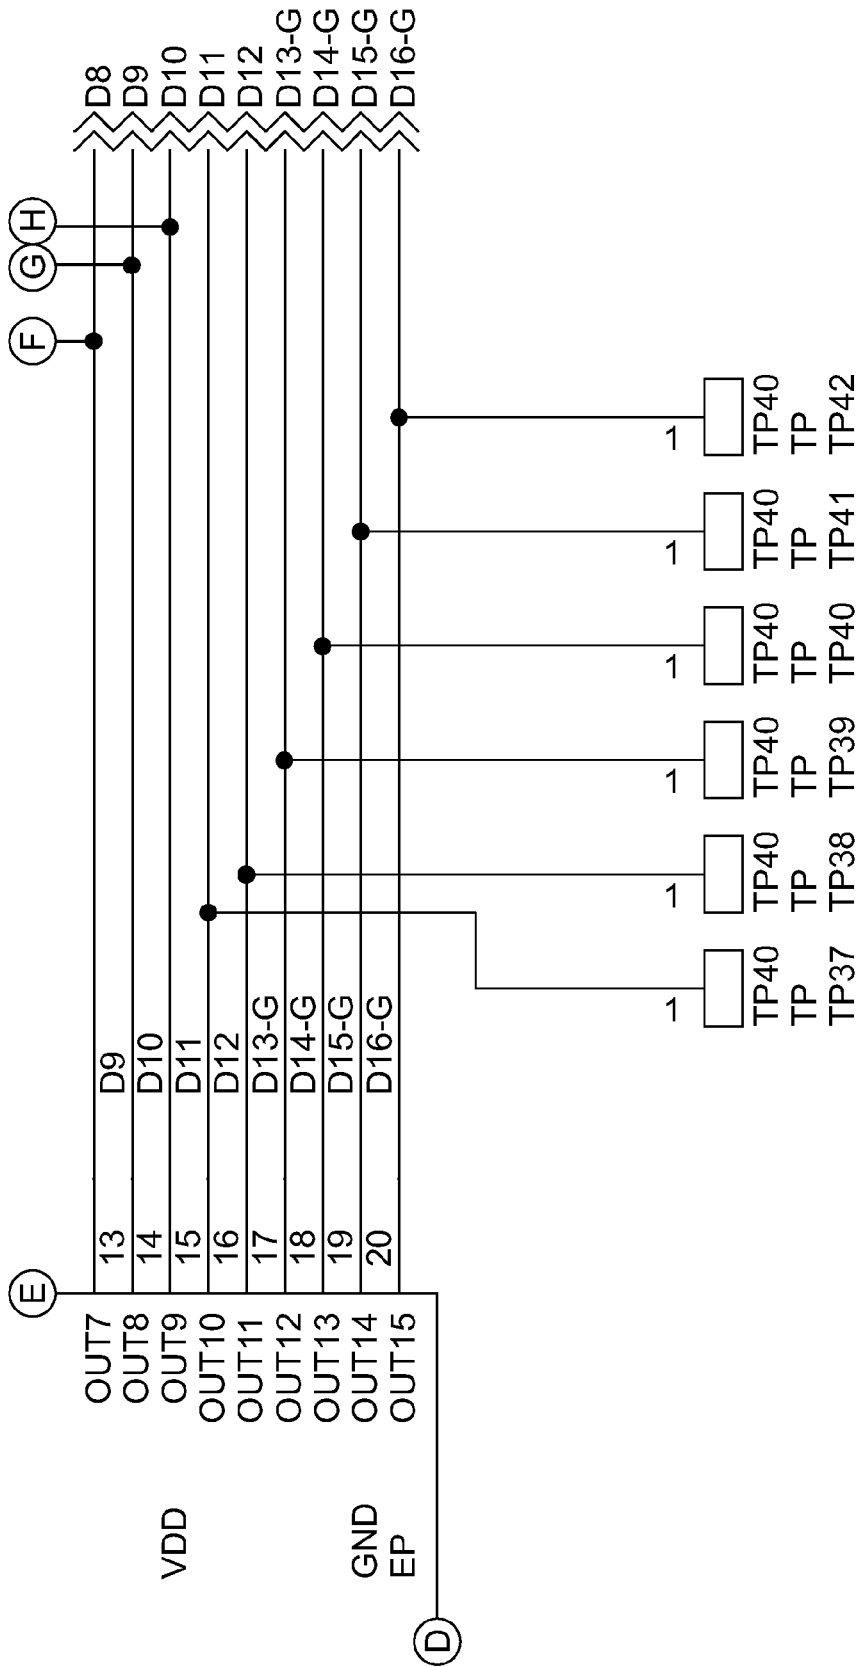 E
F
G
H
OUT7
D8
OUT8
13
D9
D9
VDD
OUT9
14
D10
D10
OUT10
15
D11
D11
OUT11
16
D12
D12
OUT12
17
D13-G
D13-G
OUT13
18
D14-G
D14-G
GND
OUT14
19
D15-G
D15-G
EP
OUT15
20
D16-G
D16-G
D
1
1
1
1
1
1
TP40
TP40
TP40
TP40
TP40
TP40
TP
TP
TP
TP
TP
TP
TP37
TP38
TP39
TP40
TP41
TP42